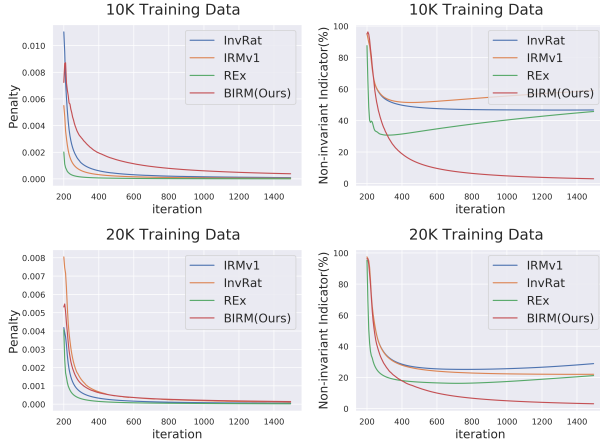 10K Training Data
Penalty
0.010
0.008
0.006
0.004
0.002
0.000
200 400 600 800 1000 1200 1400
iteration
InvRat
IRMv1
REx
BIRM(Ours)
10K Training Data
Non-invariant Indicator(%)
100
80
60
40
20
0
200 400 600 800 1000 1200 1400
iteration
InvRat
IRMv1
REx
BIRM(Ours)
20K Training Data
Penalty
0.008
0.007
0.006
0.005
0.004
0.003
0.002
0.001
0.000
200 400 600 800 1000 1200 1400
iteration
IRMv1
InvRat
REx
BIRM(Ours)
20K Training Data
Non-invariant Indicator(%)
100
80
60
40
20
0
200 400 600 800 1000 1200 1400
iteration
IRMv1
InvRat
REx
BIRM(Ours)